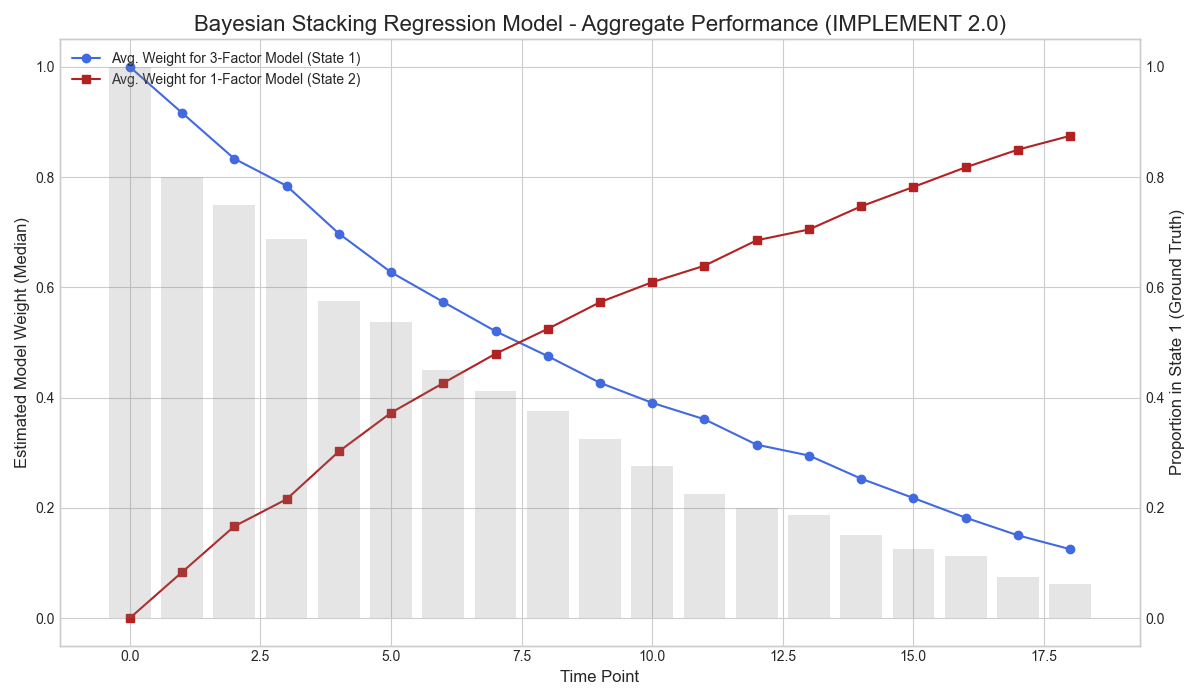 Bayesian Stacking Regression Model - Aggregate Performance (IMPLEMENT 2.0)
Avg. Weight for 3-Factor Model (State 1)
Avg. Weight for 1-Factor Model (State 2)
Estimated Model Weight (Median)
1.0
0.8
0.6
0.4
0.2
0.0
1.0
0.8
0.6
0.4
0.2
0.0
Proportion in State 1 (Ground Truth)
0.0 2.5 5.0 7.5 10.0 12.5 15.0 17.5
Time Point